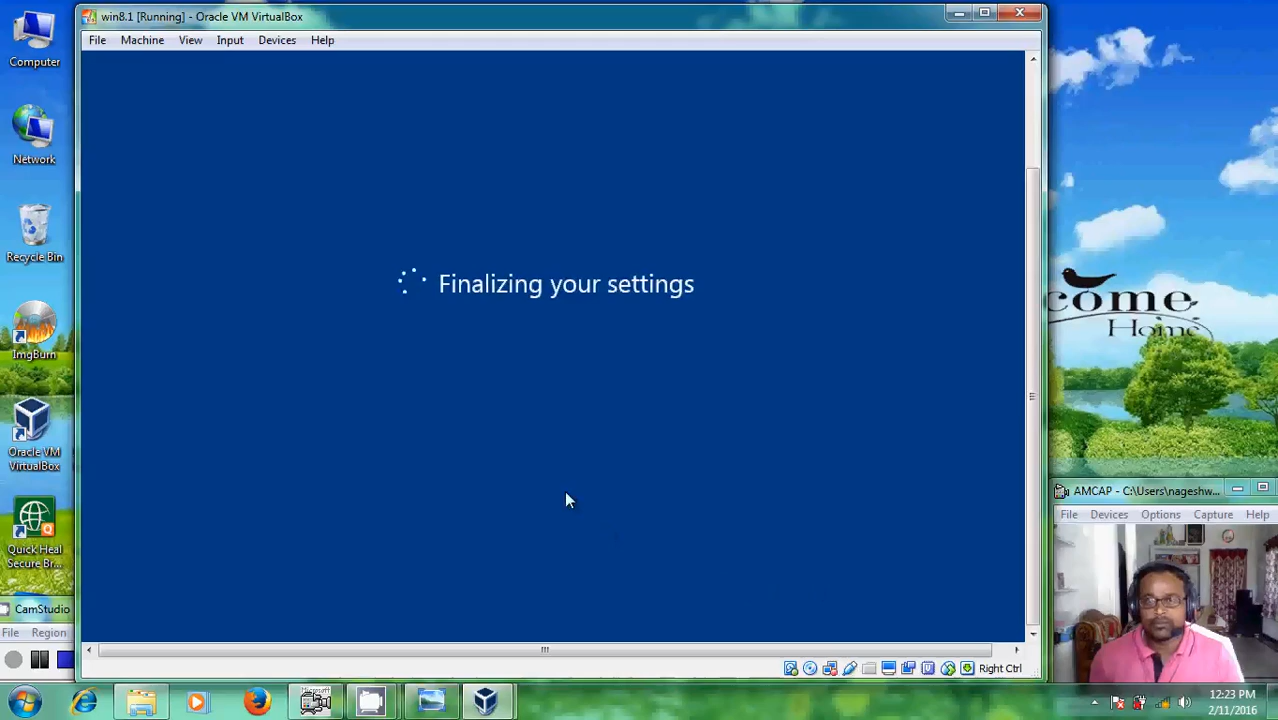 win8.1 [Running] - Oracle VM VirtualBox
File Machine View Input Devices Help
Computer
Network
Recycle Bin
ImgBurn
Oracle VM
VirtualBox
Quick Heal
Secure Br...
CamStudio
File Region
Finalizing your settings
Right Ctrl
come
Home
AMCAP - C:\Users\nageshw...
File Devices Options Capture Help
12:23 PM
2/11/2016